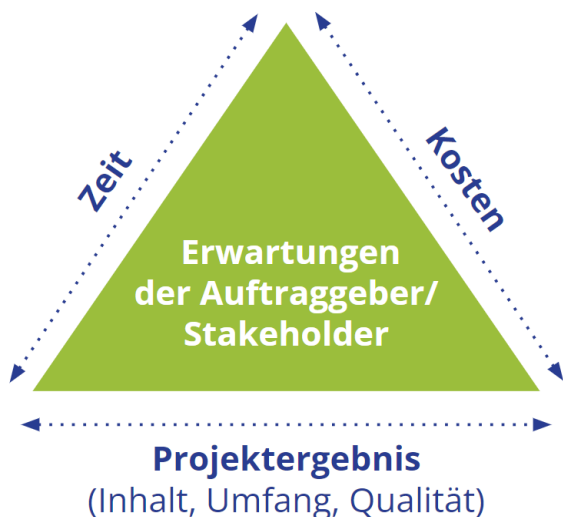 Zeit
Kosten
Erwartungen
der Auftraggeber/
Stakeholder
Projektergebnis
(Inhalt, Umfang, Qualität)